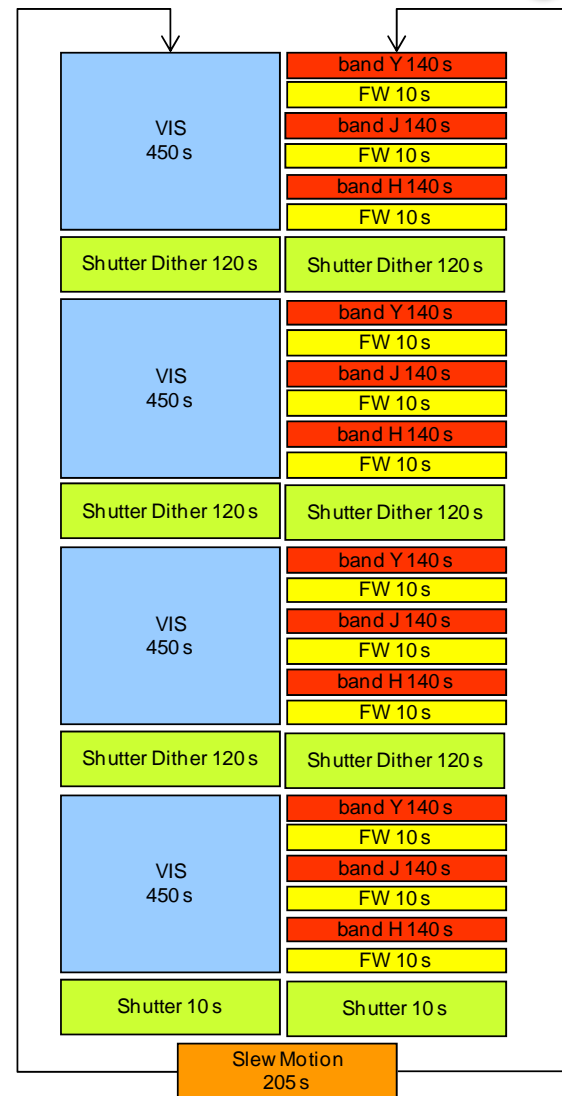 VIS
450 s
band Y 140 s
FW 10 s
band J 140 s
FW 10 s
band H 140 s
FW 10 s
Shutter Dither 120 s
Shutter Dither 120 s
VIS
450 s
band Y 140 s
FW 10 s
band J 140 s
FW 10 s
band H 140 s
FW 10 s
Shutter Dither 120 s
Shutter Dither 120 s
VIS
450 s
band Y 140 s
FW 10 s
band J 140 s
FW 10 s
band H 140 s
FW 10 s
Shutter Dither 120 s
Shutter Dither 120 s
VIS
450 s
band Y 140 s
FW 10 s
band J 140 s
FW 10 s
band H 140 s
FW 10 s
Shutter 10 s
Shutter 10 s
Slew Motion
205 s